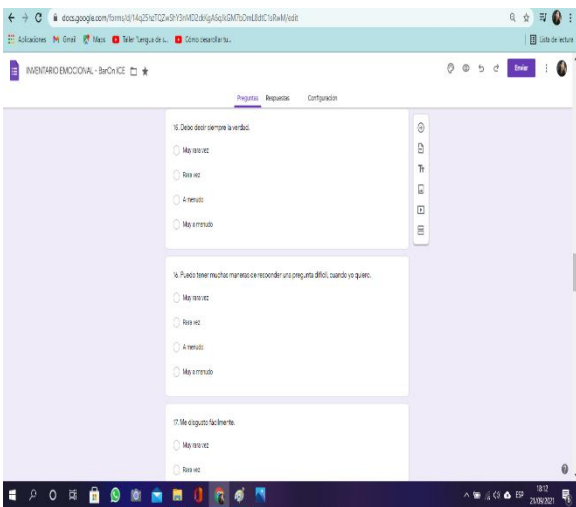 docs.google.com/forms/d/
Aplicaciones Gmail Maps Taller "Lengua de s... Cómo desarrollar tu... Lista de lectura
INVENTARIO EMOCIONAL - BarOn ICE Enviar
Preguntas Respuestas Configuración
15. Debo decir siempre la verdad.
Muy rara vez
Rara vez
A menudo
Muy a menudo
16. Puedo tener muchas maneras de responder una pregunta difícil, cuando yo quiero.
Muy rara vez
Rara vez
A menudo
Muy a menudo
17. Me disgusto fácilmente.
Muy rara vez
Rara vez
ESP 18:12
21/09/2021